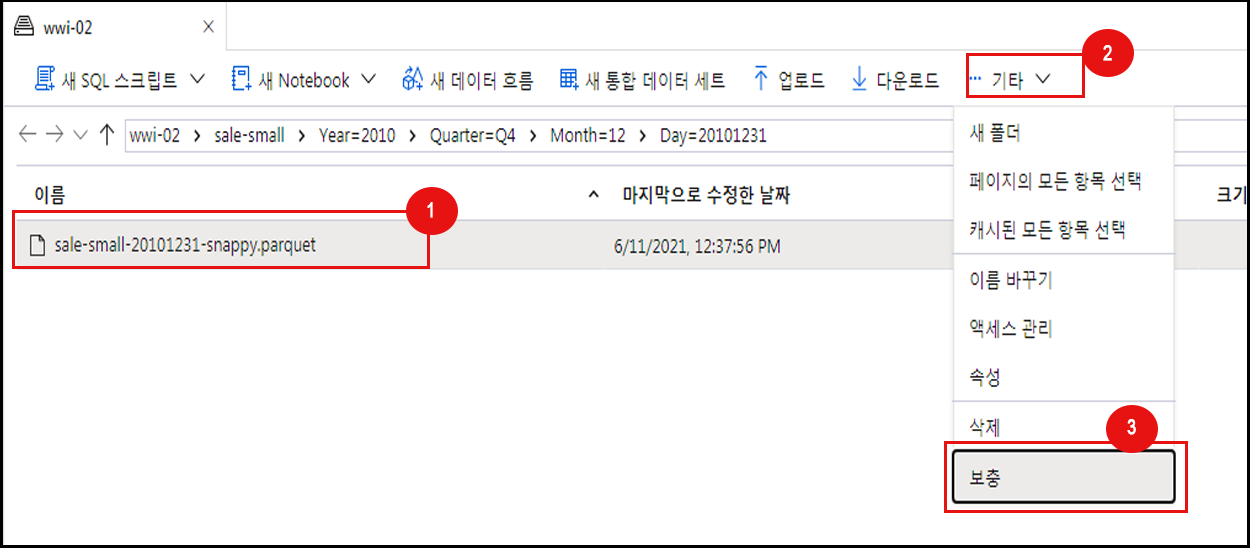 wwi-02
새 SQL 스크립트
새 Notebook
새 데이터 흐름
새 통합 데이터 세트
업로드
다운로드
··· 기타
2
wwi-02 > sale-small > Year=2010 > Quarter=Q4 > Month=12 > Day=20101231
새 폴더
페이지의 모든 항목 선택
캐시된 모든 항목 선택
이름 바꾸기
액세스 관리
속성
삭제
3
보충
이름
마지막으로 수정한 날짜
크기
1
sale-small-20101231-snappy.parquet
6/11/2021, 12:37:56 PM